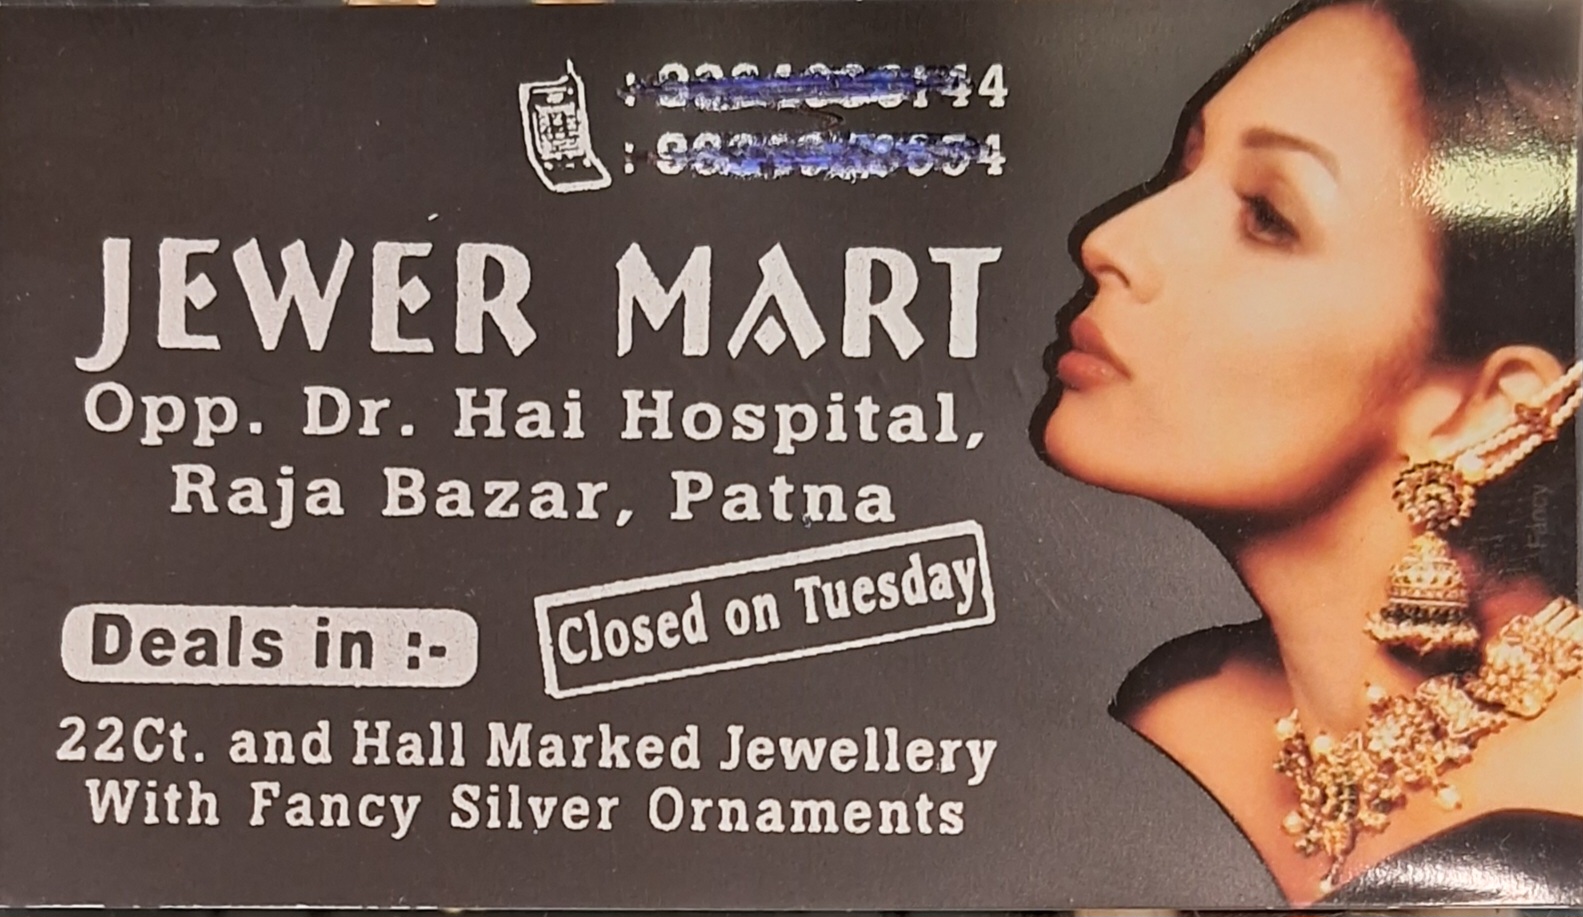 JEWER MART
Opp. Dr. Hai Hospital,
Raja Bazar, Patna
Closed on Tuesday
Deals in :-
22Ct. and Hall Marked Jewellery
With Fancy Silver Ornaments
Fancy